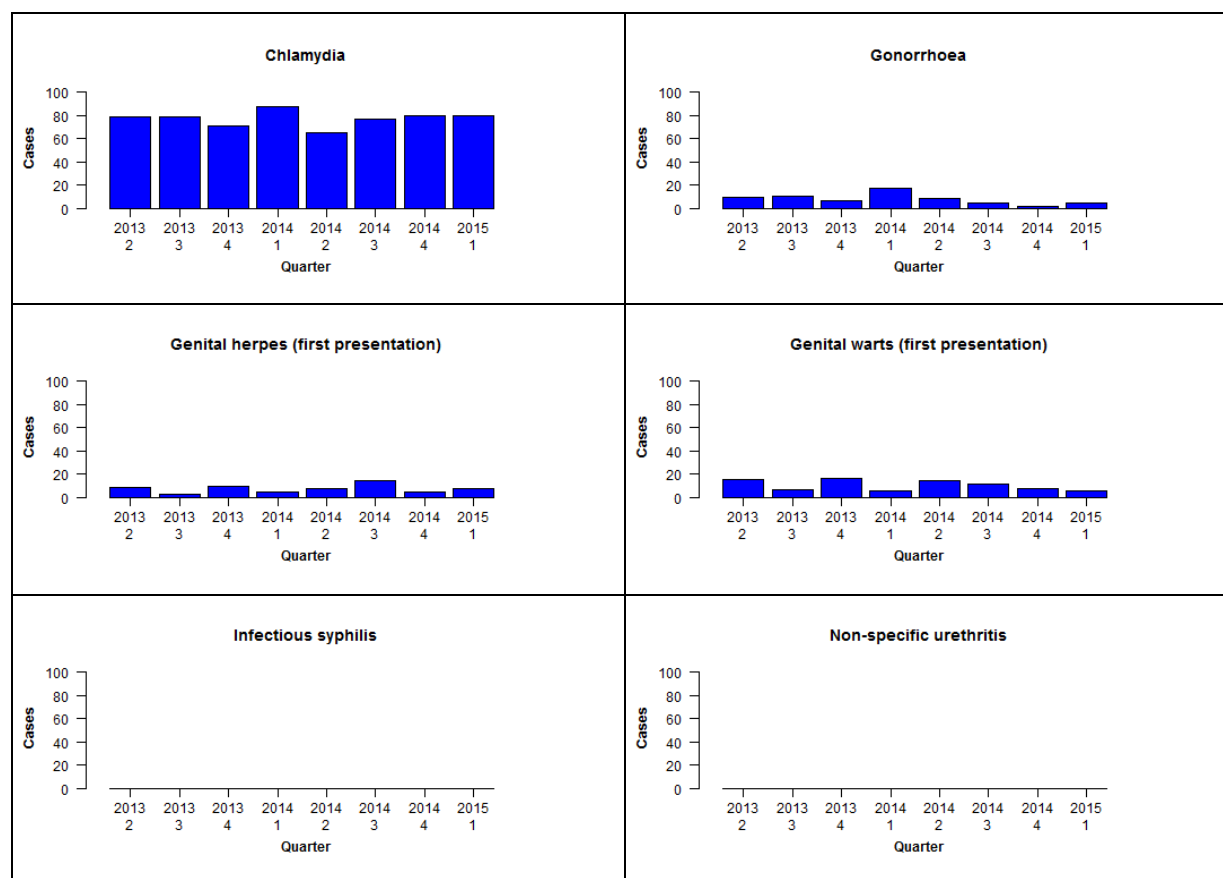 Chlamydia
100
80
60
40
20
0
Cases
2013 2013 2013 2014 2014 2014 2014 2015
2 3 4 1 2 3 4 1
Quarter
Gonorrhoea
100
80
60
40
20
0
Cases
2013 2013 2013 2014 2014 2014 2014 2015
2 3 4 1 2 3 4 1
Quarter
Genital herpes (first presentation)
100
80
60
40
20
0
Cases
2013 2013 2013 2014 2014 2014 2014 2015
2 3 4 1 2 3 4 1
Quarter
Genital warts (first presentation)
100
80
60
40
20
0
Cases
2013 2013 2013 2014 2014 2014 2014 2015
2 3 4 1 2 3 4 1
Quarter
Infectious syphilis
100
80
60
40
20
0
Cases
2013 2013 2013 2014 2014 2014 2014 2015
2 3 4 1 2 3 4 1
Quarter
Non-specific urethritis
100
80
60
40
20
0
Cases
2013 2013 2013 2014 2014 2014 2014 2015
2 3 4 1 2 3 4 1
Quarter